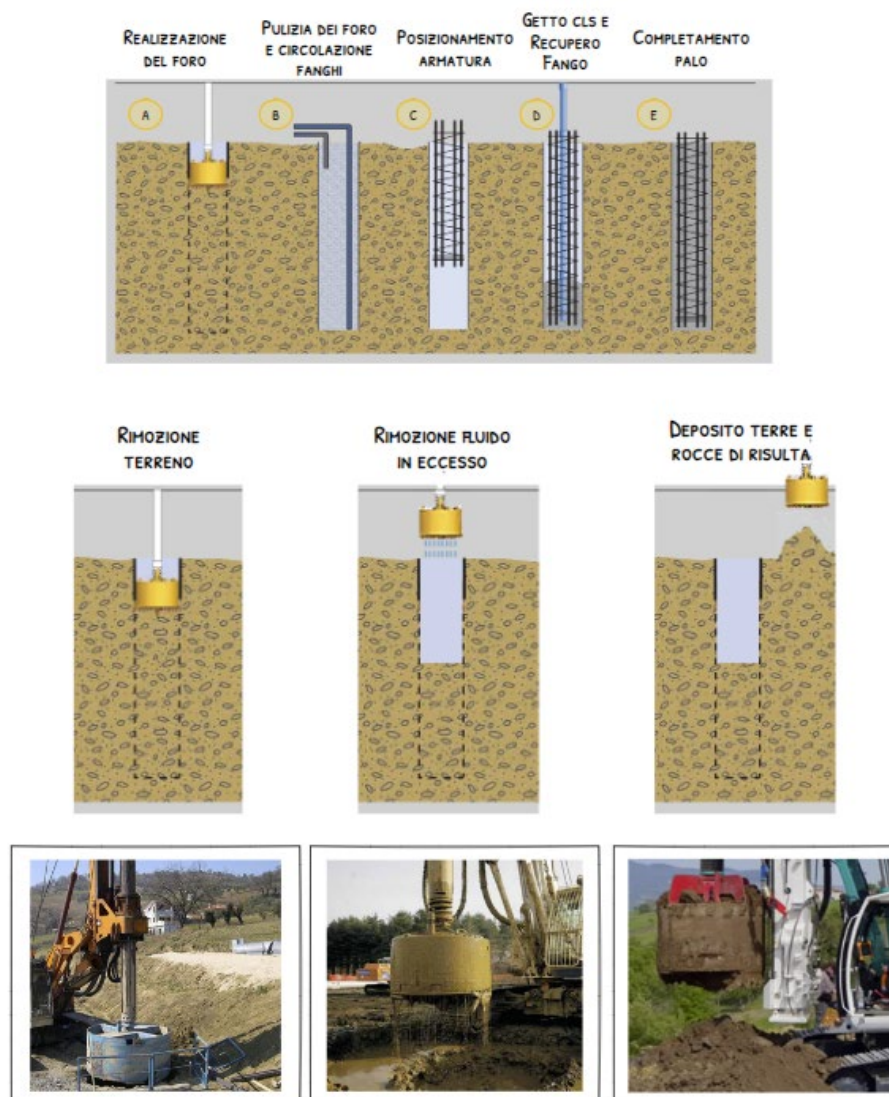 REALIZZAZIONE
DEL FORO
PULIZIA DEI FORO
E CIRCOLAZIONE
FANGHI
POSIZIONAMENTO
ARMATURA
GETTO CLS E
RECUPERO
FANGO
COMPLETAMENTO
PALO
A
B
C
D
E
RIMOZIONE
TERRENO
RIMOZIONE FLUIDO
IN ECCESSO
DEPOSITO TERRE E
ROCCE DI RISULTA